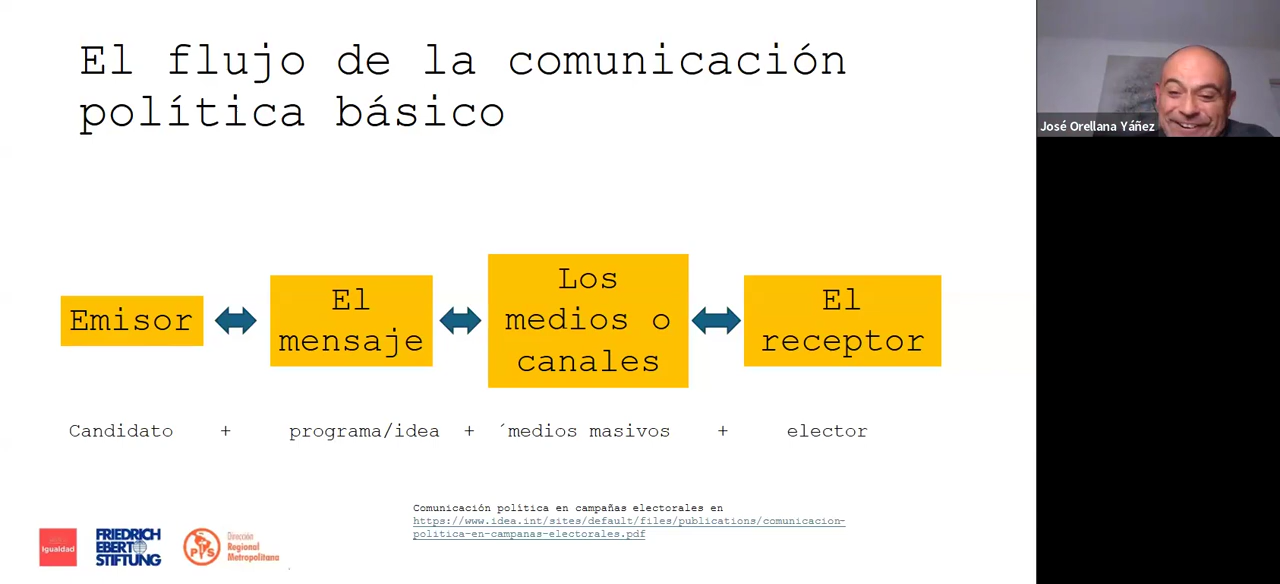 El flujo de la comunicación
política básico
José Orellana Yáñez
Emisor
El
mensaje
Los
medios o
canales
El
receptor
Candidato + programa/idea + ´medios masivos + elector
Comunicación política en campañas electorales en
https://www.idea.int/sites/default/files/publications/comunicacion-
politica-en-campanas-electorales.pdf
Igualdad
FRIEDRICH
EBERT
STIFTUNG
PS
Dirección
Regional
Metropolitana